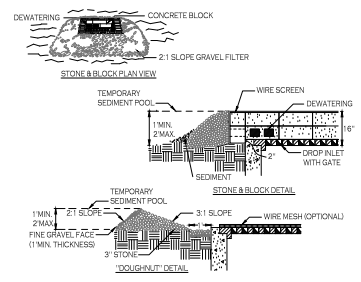 DEWATERING
CONCRETE BLOCK
2:1 SLOPE GRAVEL FILTER
STONE & BLOCK PLAN VIEW
TEMPORARY
SEDIMENT POOL
WIRE SCREEN
DEWATERING
1'MIN.
2'MAX.
16"
DROP INLET
WITH GATE
2"
SEDIMENT
STONE & BLOCK DETAIL
TEMPORARY
SEDIMENT POOL
1'MIN.
2'MAX.
2:1 SLOPE
3:1 SLOPE
1'
WIRE MESH (OPTIONAL)
FINE GRAVEL FACE
(1'MIN. THICKNESS)
3" STONE
"DOUGHNUT" DETAIL